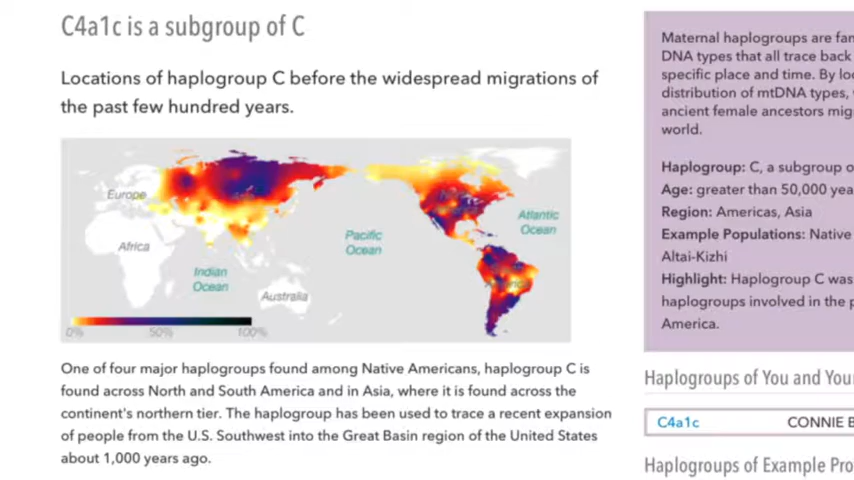 C4a1c is a subgroup of C
Locations of haplogroup C before the widespread migrations of
the past few hundred years.
Europe
Africa
Indian
Ocean
Australia
Pacific
Ocean
Atlantic
Ocean
0%
50%
100%
One of four major haplogroups found among Native Americans, haplogroup C is
found across North and South America and in Asia, where it is found across the
continent's northern tier. The haplogroup has been used to trace a recent expansion
of people from the U.S. Southwest into the Great Basin region of the United States
about 1,000 years ago.
Maternal haplogroups are fam
DNA types that all trace back
specific place and time. By loo
distribution of mtDNA types,
ancient female ancestors mig
world.
Haplogroup: C, a subgroup o
Age: greater than 50,000 yea
Region: Americas, Asia
Example Populations: Native
Altai-Kizhi
Highlight: Haplogroup C was
haplogroups involved in the p
America.
Haplogroups of You and Your
C4a1c CONNIE B
Haplogroups of Example Pro